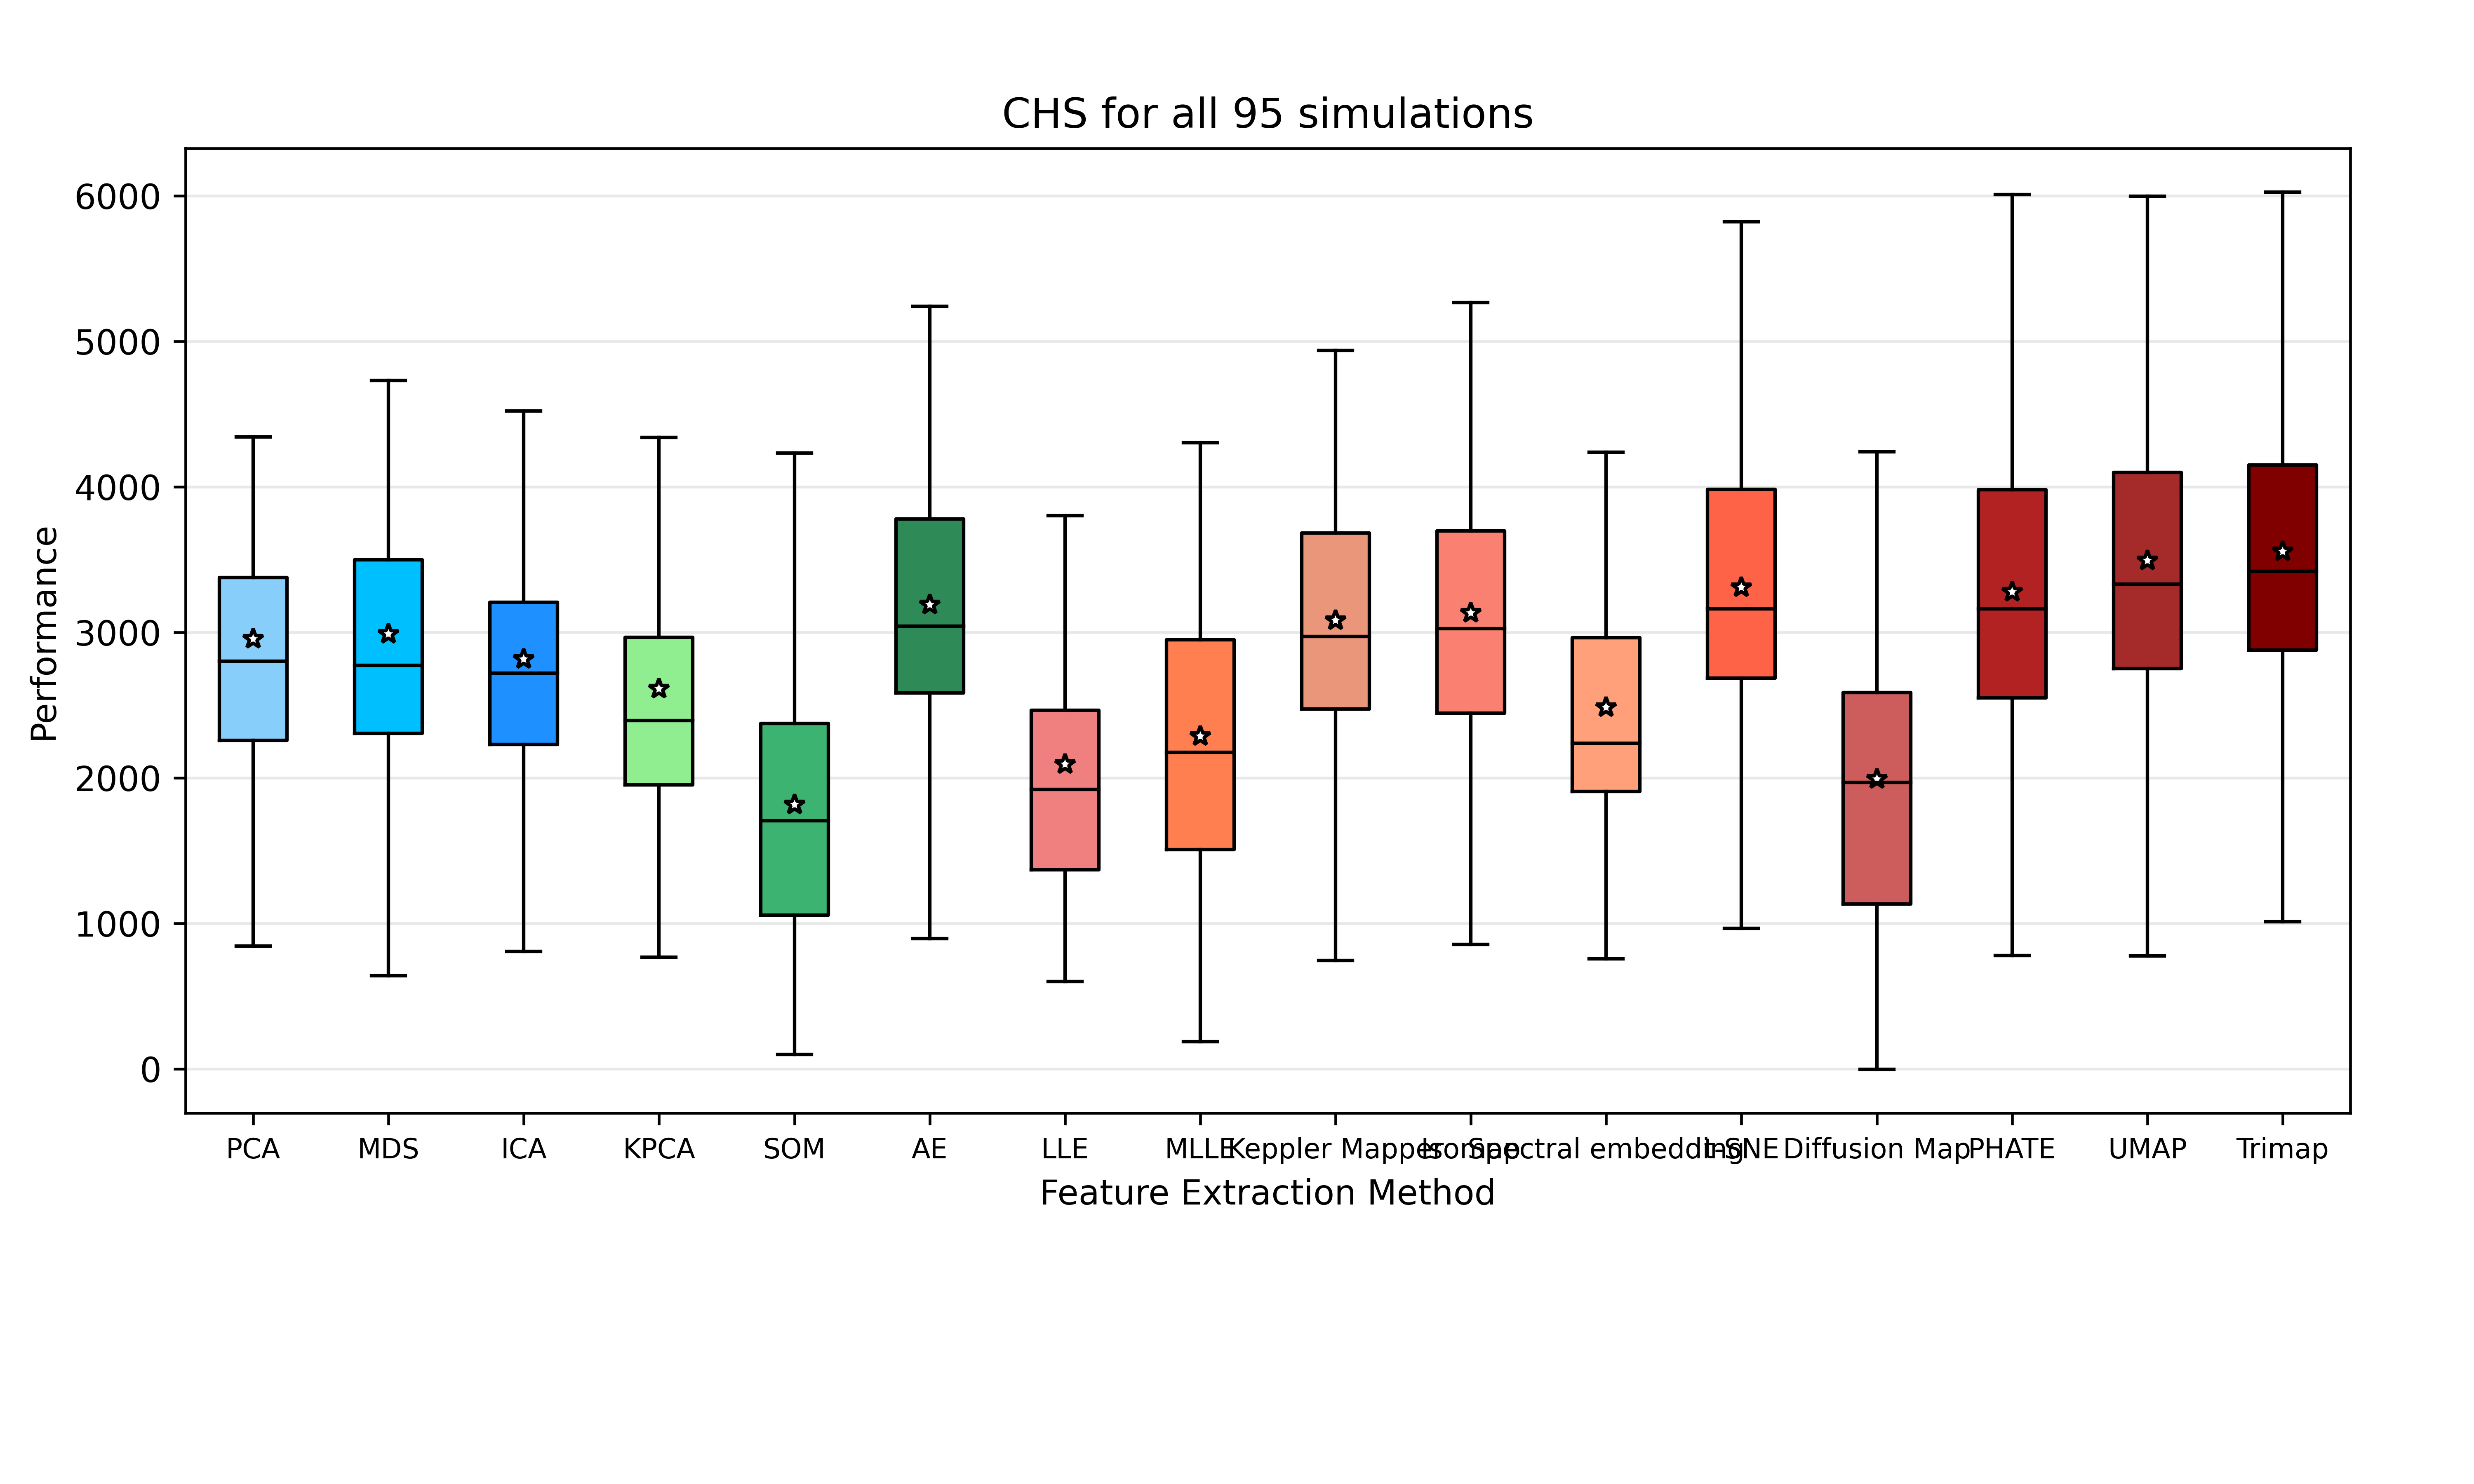 CHS for all 95 simulations
Performance
6000
5000
4000
3000
2000
1000
0
PCA MDS ICA KPCA SOM AE LLE MLLE Keppler Mapper Isomap Spectral embedding t-SNE Diffusion Map PHATE UMAP Trimap
Feature Extraction Method